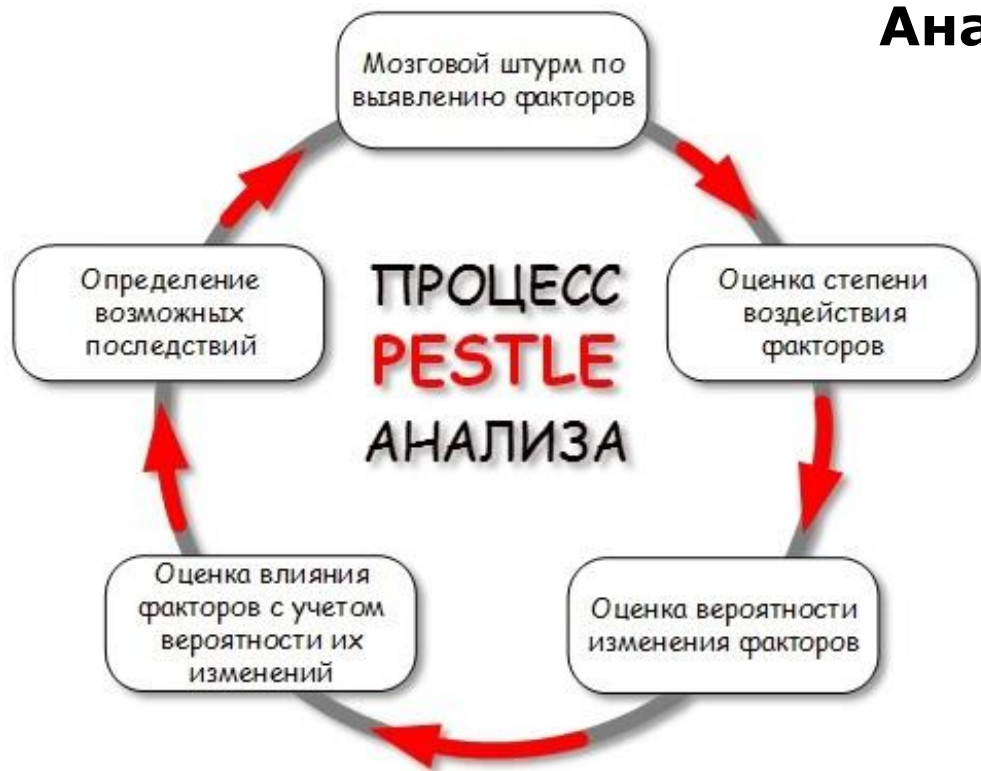 Ана
Мозговой штурм по
выявлению факторов
Оценка степени
воздействия
факторов
Оценка вероятности
изменения факторов
Оценка влияния
факторов с учетом
вероятности их
изменений
Определение
возможных
последствий
ПРОЦЕСС
PESTLE
АНАЛИЗА